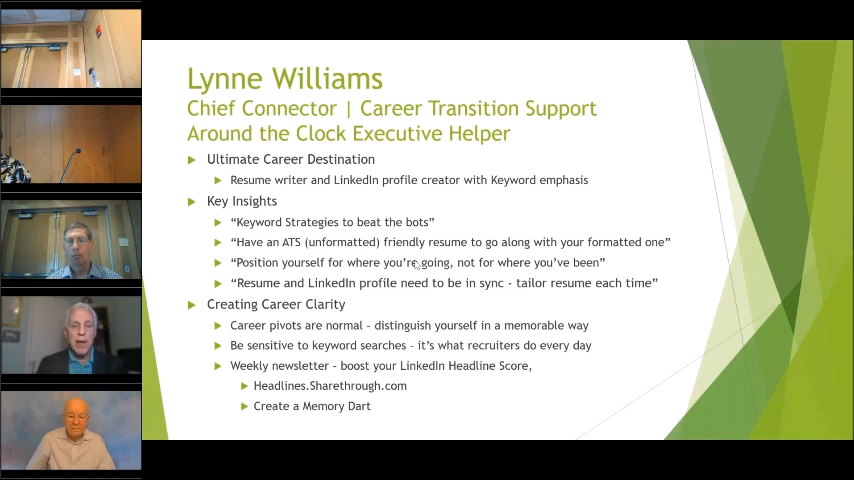 Lynne Williams
Chief Connector | Career Transition Support
Around the Clock Executive Helper
Ultimate Career Destination
Resume writer and LinkedIn profile creator with Keyword emphasis
Key Insights
“Keyword Strategies to beat the bots”
“Have an ATS (unformatted) friendly resume to go along with your formatted one”
“Position yourself for where you’re going, not for where you’ve been”
“Resume and LinkedIn profile need to be in sync - tailor resume each time”
Creating Career Clarity
Career pivots are normal – distinguish yourself in a memorable way
Be sensitive to keyword searches – it’s what recruiters do every day
Weekly newsletter – boost your LinkedIn Headline Score,
Headlines.Sharethrough.com
Create a Memory Dart